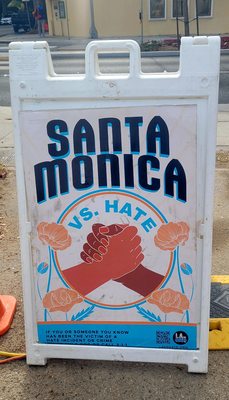 SANTA
MONICA
VS. HATE
IF YOU OR SOMEONE YOU KNOW
HAS BEEN THE VICTIM OF A
HATE INCIDENT OR CRIME